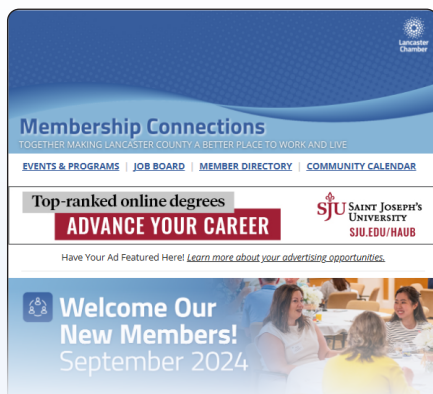 Lancaster
Chamber
Membership Connections
TOGETHER MAKING LANCASTER COUNTY A BETTER PLACE TO WORK AND LIVE
EVENTS & PROGRAMS | JOB BOARD | MEMBER DIRECTORY | COMMUNITY CALENDAR
Top-ranked online degrees
ADVANCE YOUR CAREER
SJU SAINT JOSEPH'S
UNIVERSITY
SJU.EDU/HAUB
Have Your Ad Featured Here! Learn more about your advertising opportunities.
Welcome Our
New Members!
September 2024